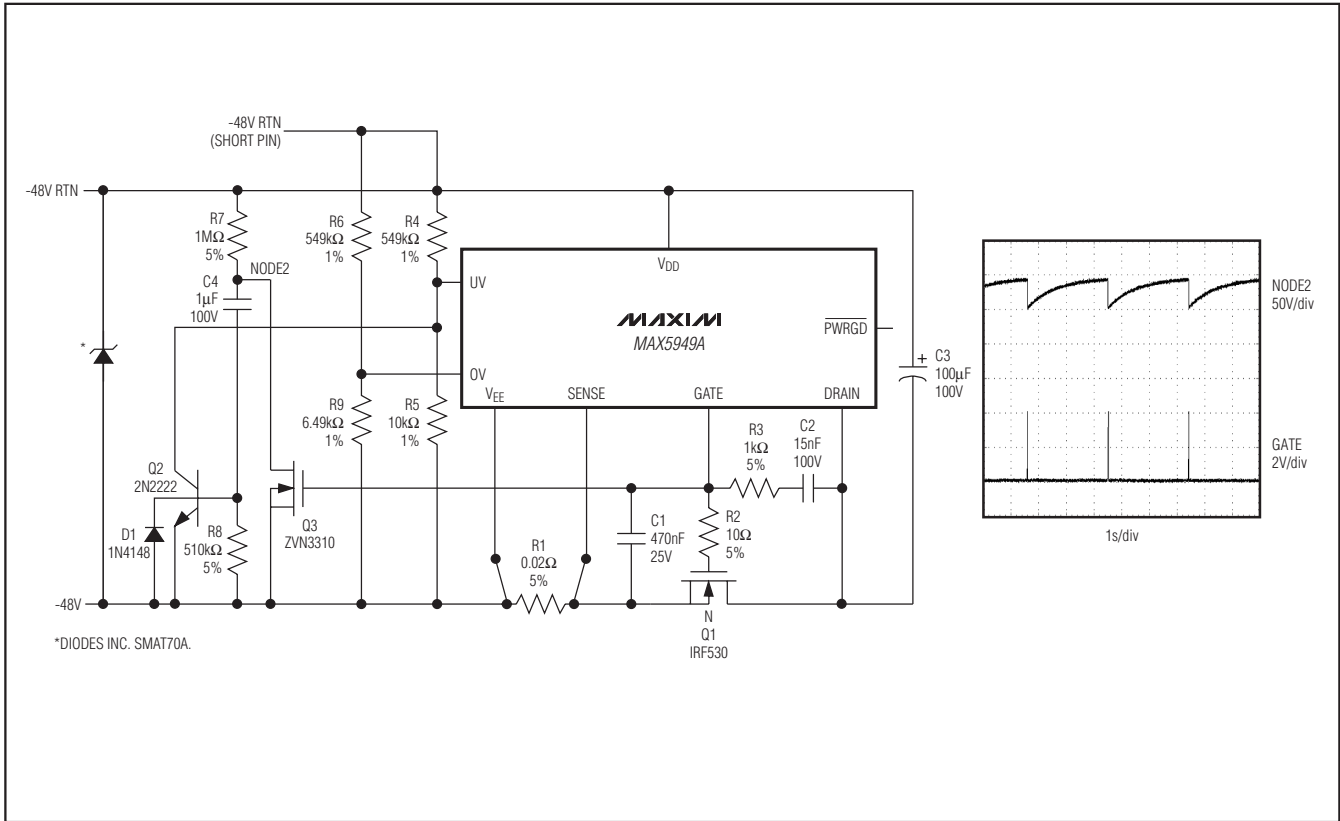 -48V RTN
(SHORT PIN)
-48V RTN
R7
1MΩ
5%
R6
549kΩ
1%
R4
549kΩ
1%
NODE2
C4
1µF
100V
VDD
UV
MAXIM
MAX5949A
PWRGD
*
OV
VEE
SENSE
GATE
DRAIN
+
C3
100µF
100V
R9
6.49kΩ
1%
R5
10kΩ
1%
R3
1kΩ
5%
C2
15nF
100V
Q2
2N2222
D1
1N4148
R8
510kΩ
5%
Q3
ZVN3310
R1
0.02Ω
5%
C1
470nF
25V
R2
10Ω
5%
-48V
N
Q1
IRF530
*DIODES INC. SMAT70A.
NODE2
50V/div
GATE
2V/div
1s/div